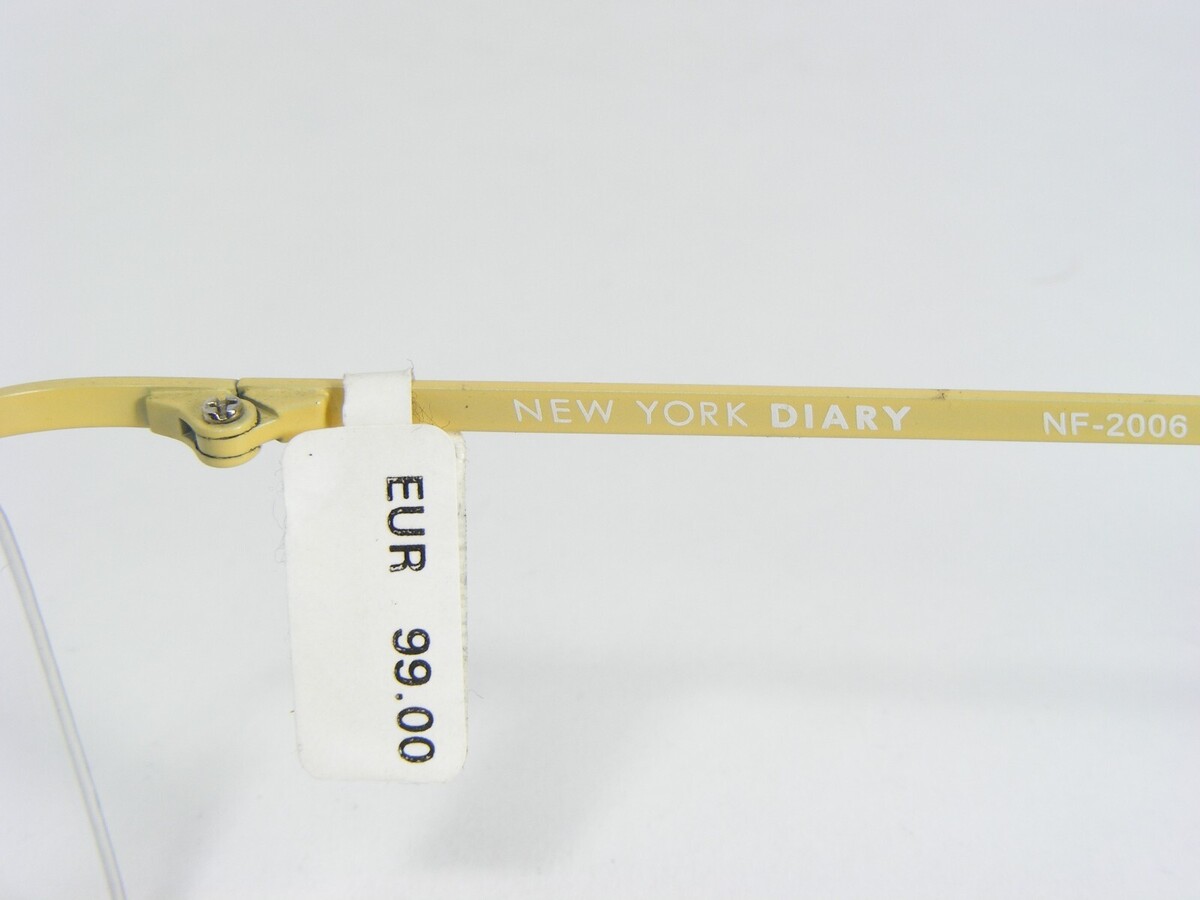 NEW YORK DIARY NF-2006
EUR 99.00